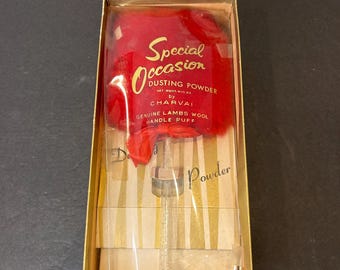 Special
Occasion
DUSTING POWDER
by
CHARVAI
GENUINE LAMBS WOOL
HANDLE PUFF
Powder